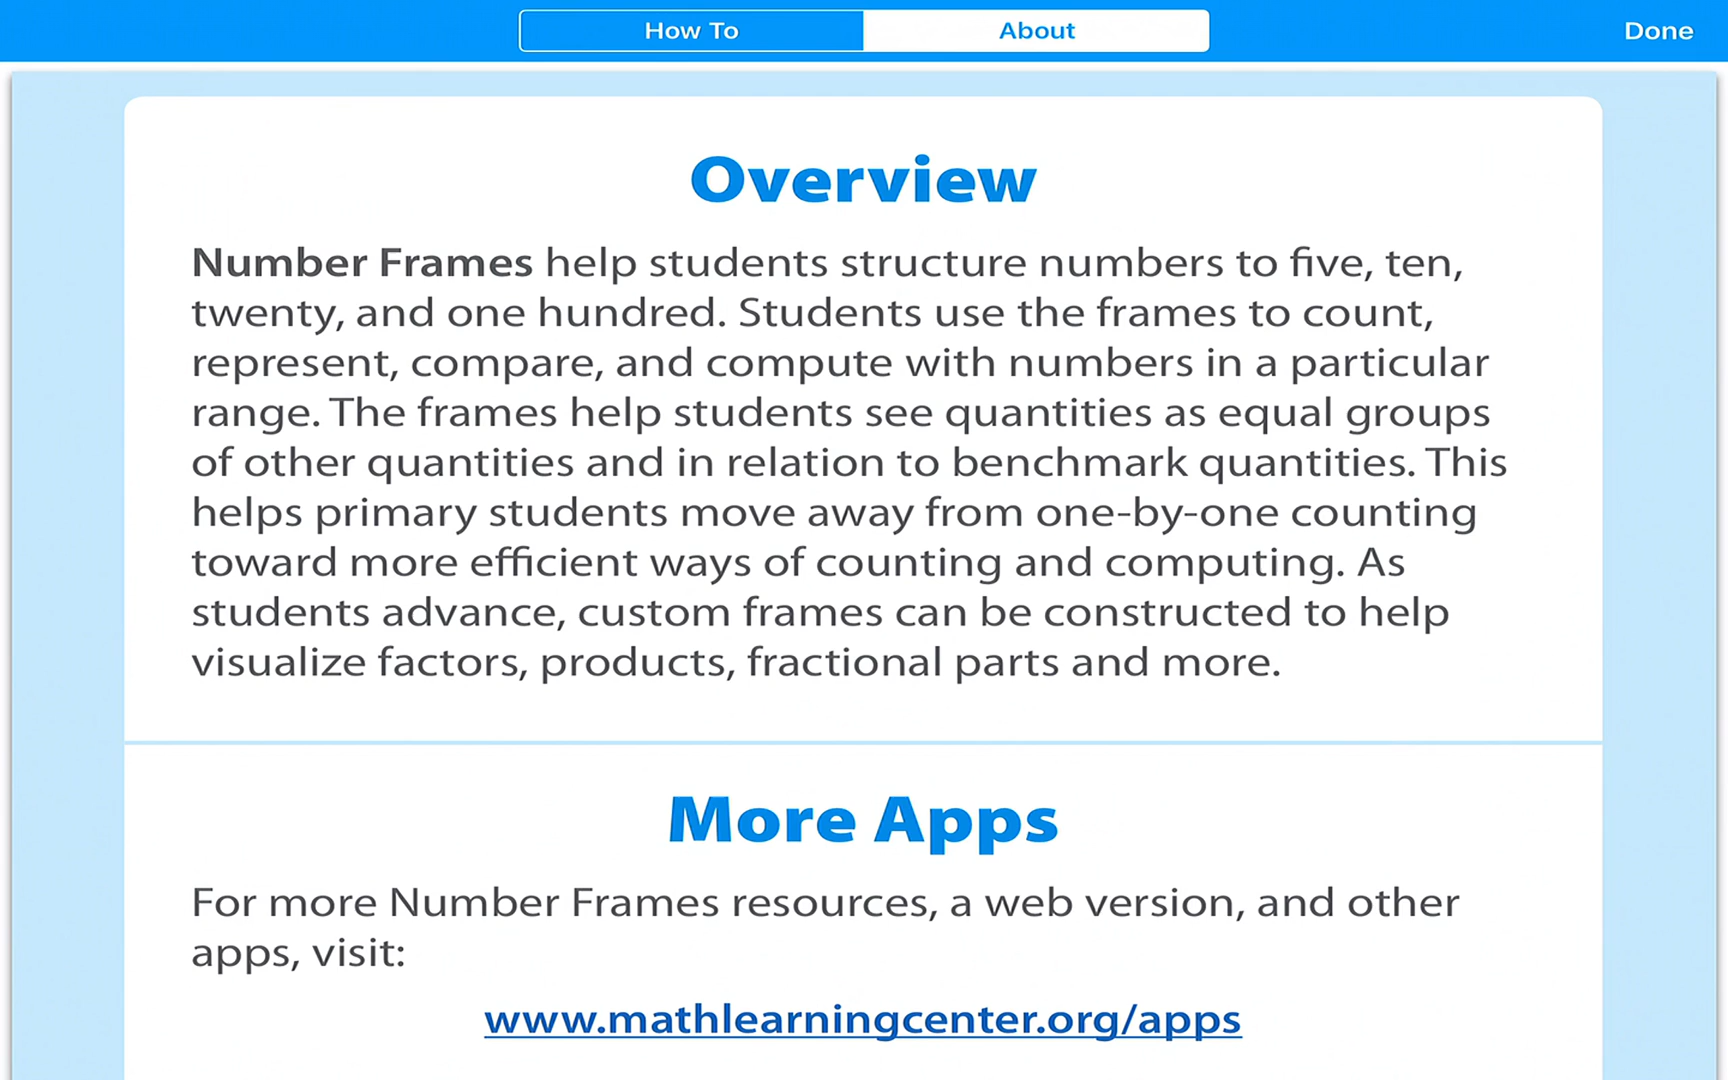 How To
About
Done
Overview
Number Frames help students structure numbers to five, ten,
twenty, and one hundred. Students use the frames to count,
represent, compare, and compute with numbers in a particular
range. The frames help students see quantities as equal groups
of other quantities and in relation to benchmark quantities. This
helps primary students move away from one-by-one counting
toward more efficient ways of counting and computing. As
students advance, custom frames can be constructed to help
visualize factors, products, fractional parts and more.
More Apps
For more Number Frames resources, a web version, and other
apps, visit:
www.mathlearningcenter.org/apps